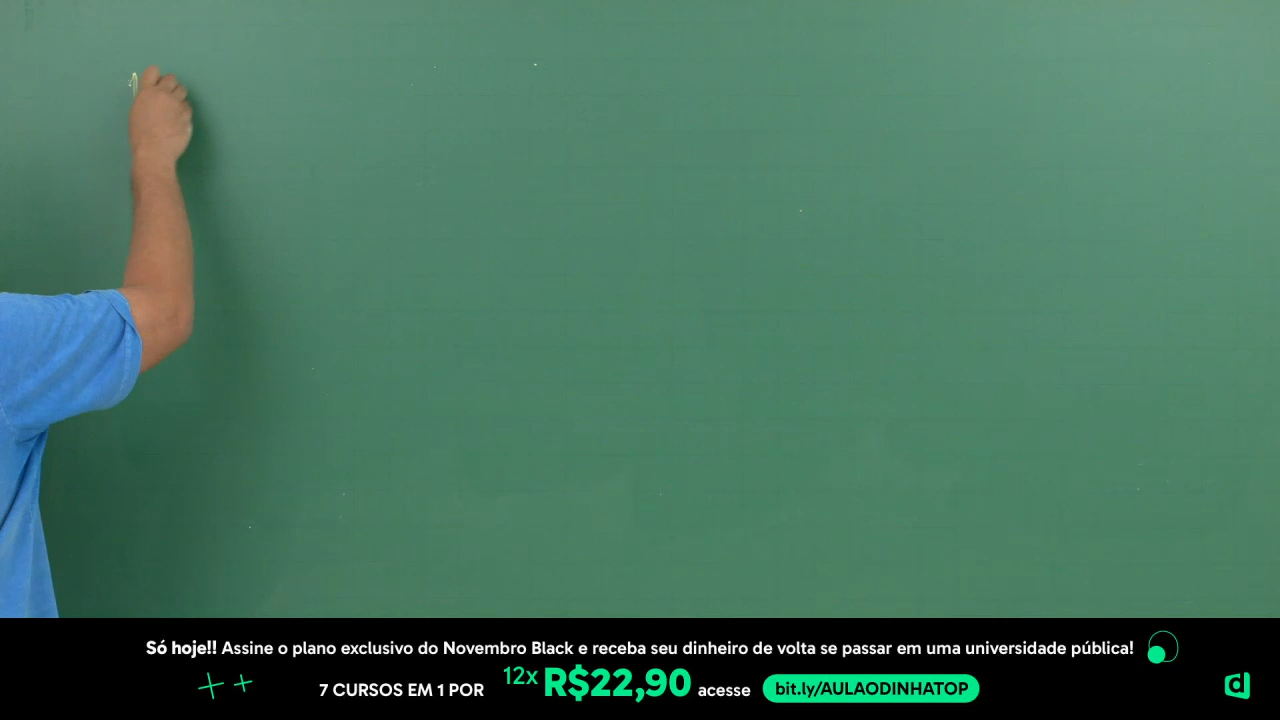 Só hoje!! Assine o plano exclusivo do Novembro Black e receba seu dinheiro de volta se passar em uma universidade pública!
7 CURSOS EM 1 POR 12x R$22,90 acesse bit.ly/AULAODINHATOP
d